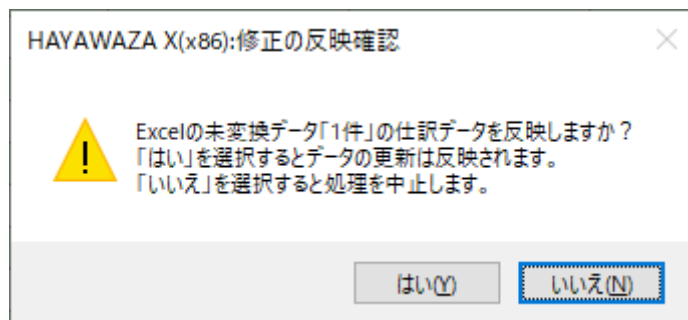 HAYAWAZA X(x86):修正の反映確認
Excelの未変換データ「1件」の仕訳データを反映しますか？
「はい」を選択するとデータの更新は反映されます。
「いいえ」を選択すると処理を中止します。
はい(Y)
いいえ(N)